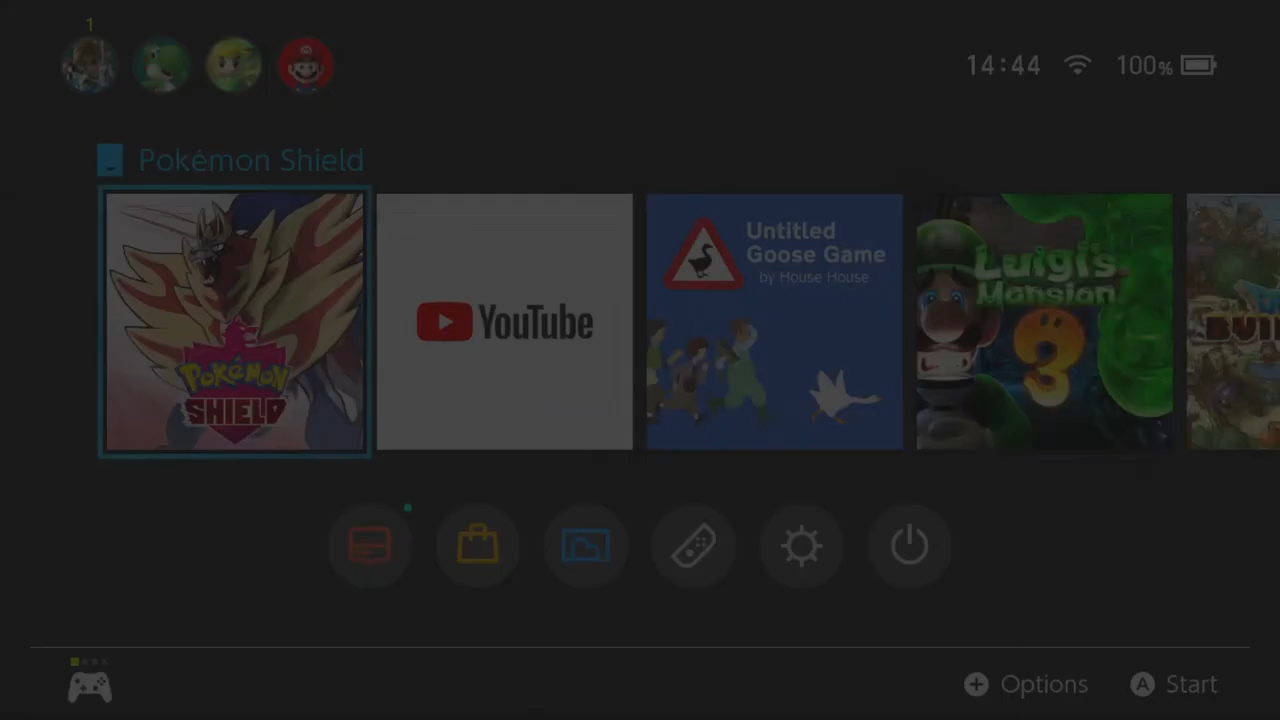 1
14:44 100%
Pokémon Shield
POKéMON
SHIELD
YouTube
Untitled
Goose Game
by House House
Luigi's
Mansion
3
Options Start